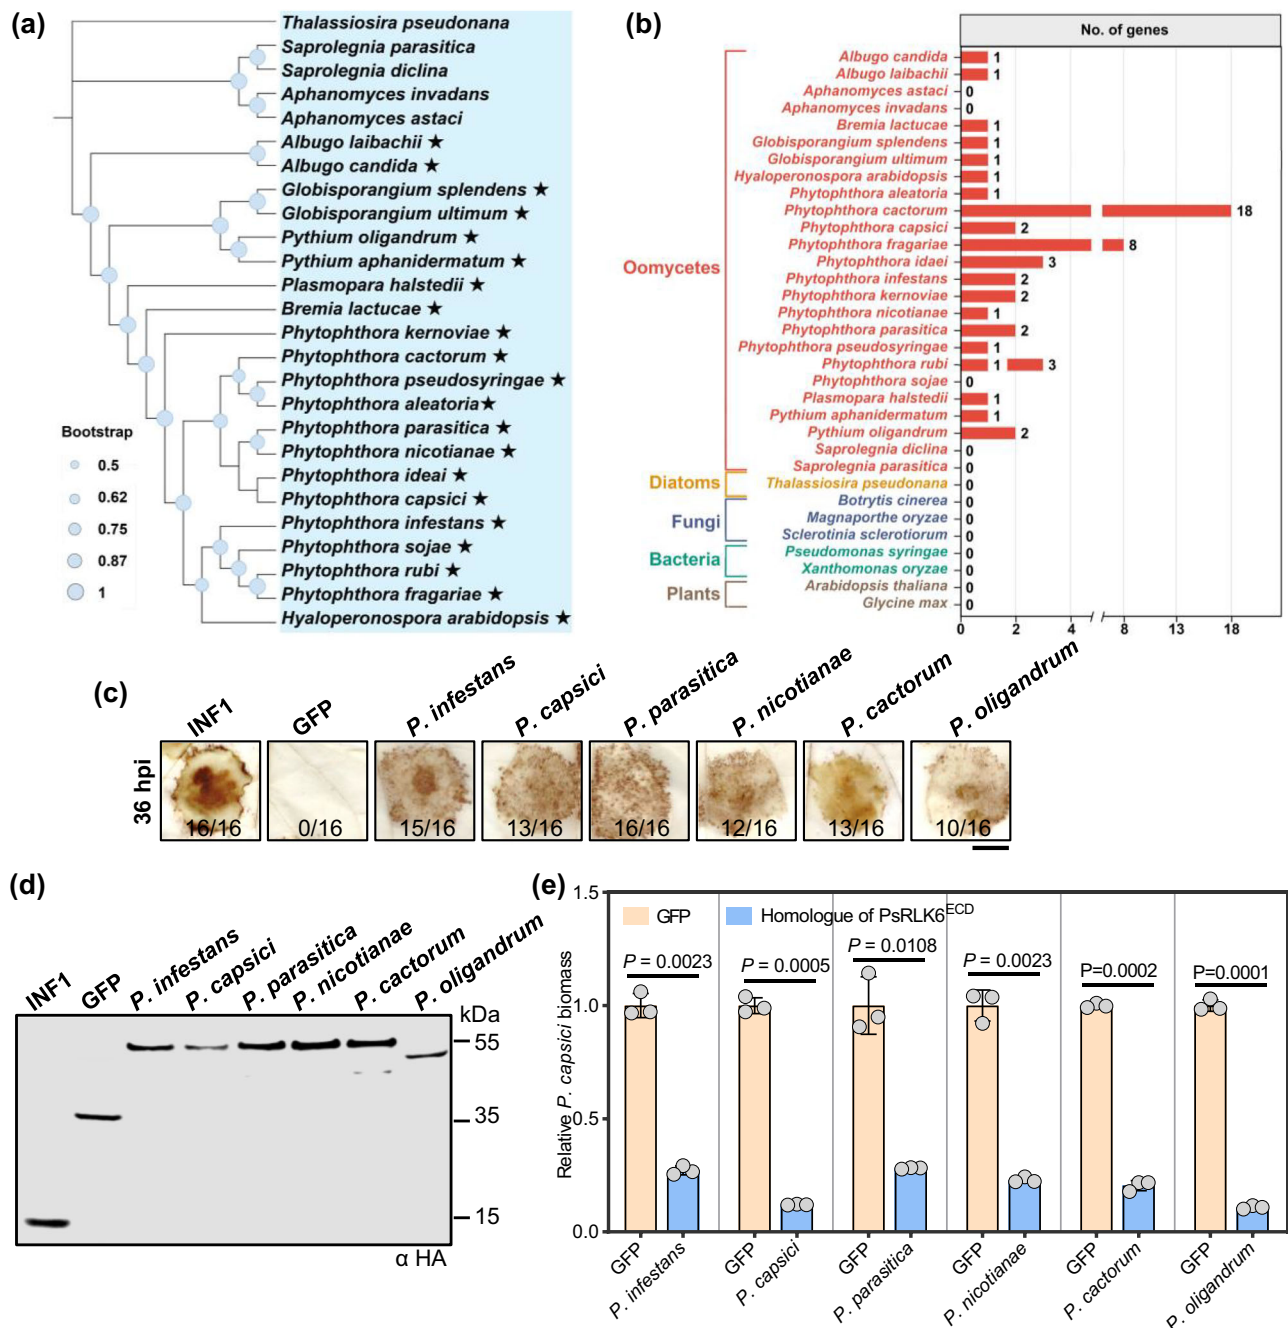 (a)
Thalassiosira pseudonana
Saprolegnia parasitica
Saprolegnia diclina
Aphanomyces invadans
Aphanomyces astaci
Albugo laibachii ★
Albugo candida ★
Globisporangium splendens ★
Globisporangium ultimum ★
Pythium oligandrum ★
Pythium aphanidermatum ★
Plasmopara halstedii ★
Bremia lactucae ★
Phytophthora kernoviae ★
Phytophthora cactorum ★
Phytophthora pseudosyringae ★
Phytophthora aleatoria★
Phytophthora parasitica ★
Phytophthora nicotianae ★
Phytophthora ideai ★
Phytophthora capsici ★
Phytophthora infestans ★
Phytophthora sojae ★
Phytophthora rubi ★
Phytophthora fragariae ★
Hyaloperonospora arabidopsis ★
Bootstrap
0.5
0.62
0.75
0.87
1
(b)
No. of genes
Albugo candida 1
Albugo laibachii 1
Aphanomyces astaci 0
Aphanomyces invadans 0
Bremia lactucae 1
Globisporangium splendens 1
Globisporangium ultimum 1
Hyaloperonospora arabidopsis 1
Phytophthora aleatoria 1
Phytophthora cactorum 18
Phytophthora capsici 2
Phytophthora fragariae 8
Phytophthora idaei 3
Phytophthora infestans 2
Phytophthora kernoviae 2
Phytophthora nicotianae 1
Phytophthora parasitica 2
Phytophthora pseudosyringae 1
Phytophthora rubi 1 3
Phytophthora sojae 0
Plasmopara halstedii 1
Pythium aphanidermatum 1
Pythium oligandrum 2
Saprolegnia diclina 0
Saprolegnia parasitica 0
Thalassiosira pseudonana 0
Botrytis cinerea 0
Magnaporthe oryzae 0
Sclerotinia sclerotiorum 0
Pseudomonas syringae 0
Xanthomonas oryzae 0
Arabidopsis thaliana 0
Glycine max 0
Oomycetes
Diatoms
Fungi
Bacteria
Plants
0 2 4 8 13 18
(c)
INF1 GFP P. infestans P. capsici P. parasitica P. nicotianae P. cactorum P. oligandrum
36 hpi
16/16 0/16 15/16 13/16 16/16 12/16 13/16 10/16
(d)
INF1 GFP P. infestans P. capsici P. parasitica P. nicotianae P. cactorum P. oligandrum
kDa
55
35
15
α HA
(e)
Relative P. capsici biomass
1.5
1.0
0.5
0.0
GFP Homologue of PsRLK6ECD
P = 0.0023 P = 0.0005 P = 0.0108 P = 0.0023 P=0.0002 P=0.0001
GFP P. infestans GFP P. capsici GFP P. parasitica GFP P. nicotianae GFP P. cactorum GFP P. oligandrum